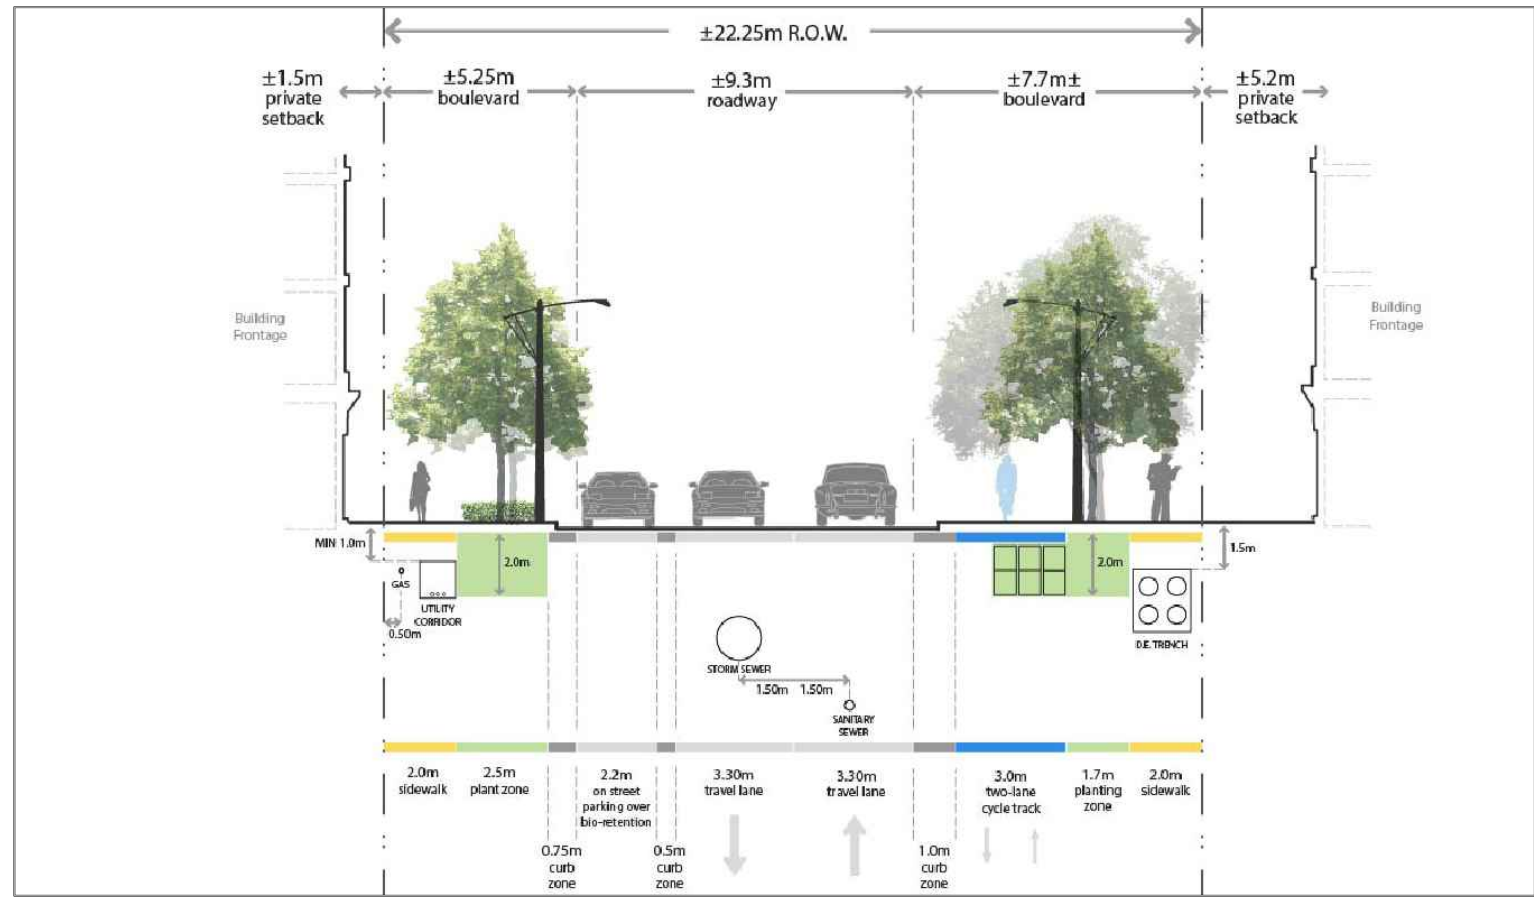 ±22.25m R.O.W.
±1.5m
private
setback
±5.25m
boulevard
±9.3m
roadway
±7.7m±
boulevard
±5.2m
private
setback
Building
Frontage
Building
Frontage
MIN 1.0m
2.0m
GAS
UTILITY
CORRIDOR
0.50m
2.0m
1.5m
D.E. TRENCH
STORM SEWER
1.50m 1.50m
SANITARY
SEWER
2.0m
sidewalk
2.5m
plant zone
0.75m
curb
zone
2.2m
on street
parking over
bio-retention
0.5m
curb
zone
3.30m
travel lane
3.30m
travel lane
1.0m
curb
zone
3.0m
two-lane
cycle track
1.7m
planting
zone
2.0m
sidewalk